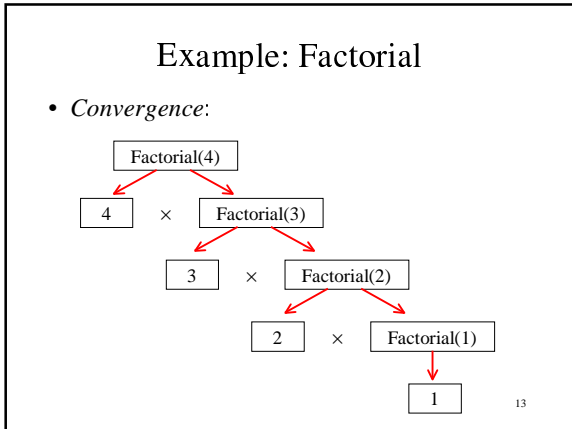 Example: Factorial
• Convergence:
Factorial(4)
4 × Factorial(3)
3 × Factorial(2)
2 × Factorial(1)
1
13